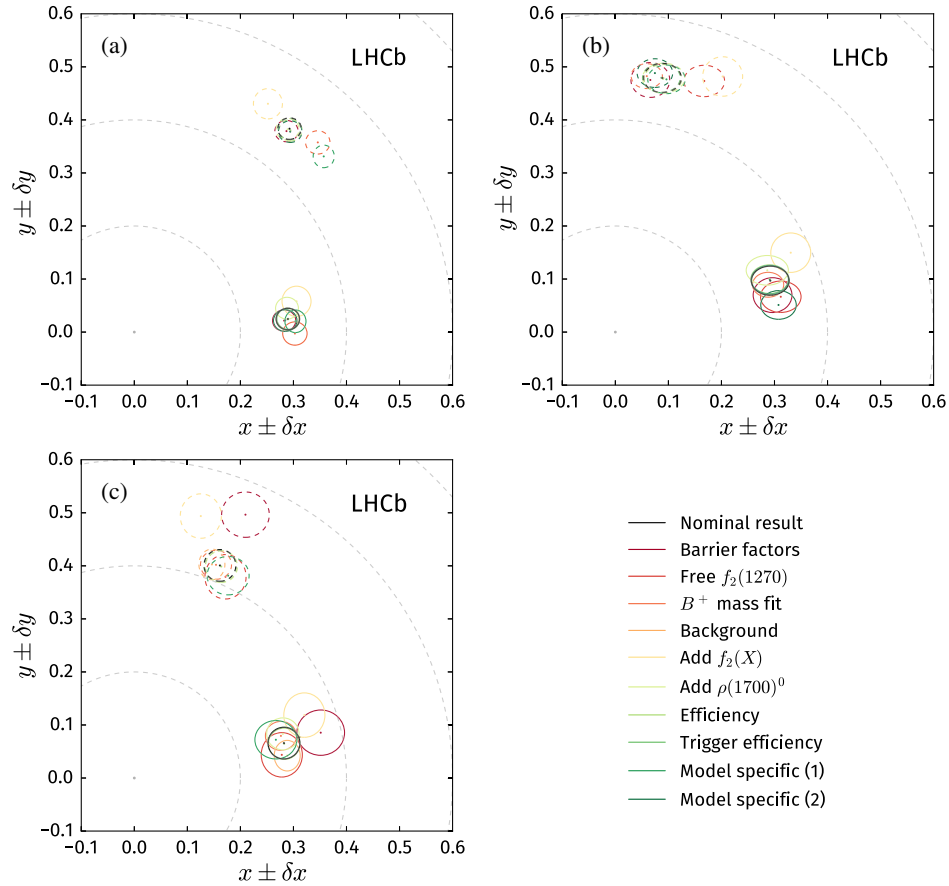 (a)
LHCb
0.6
0.5
0.4
0.3
0.2
0.1
0.0
−0.1
y ± δy
−0.1 0.0 0.1 0.2 0.3 0.4 0.5 0.6
x ± δx
(b)
LHCb
0.6
0.5
0.4
0.3
0.2
0.1
0.0
−0.1
y ± δy
−0.1 0.0 0.1 0.2 0.3 0.4 0.5 0.6
x ± δx
(c)
LHCb
0.6
0.5
0.4
0.3
0.2
0.1
0.0
−0.1
y ± δy
−0.1 0.0 0.1 0.2 0.3 0.4 0.5 0.6
x ± δx
Nominal result
Barrier factors
Free f₂(1270)
B⁺ mass fit
Background
Add f₂(X)
Add ρ(1700)⁰
Efficiency
Trigger efficiency
Model specific (1)
Model specific (2)